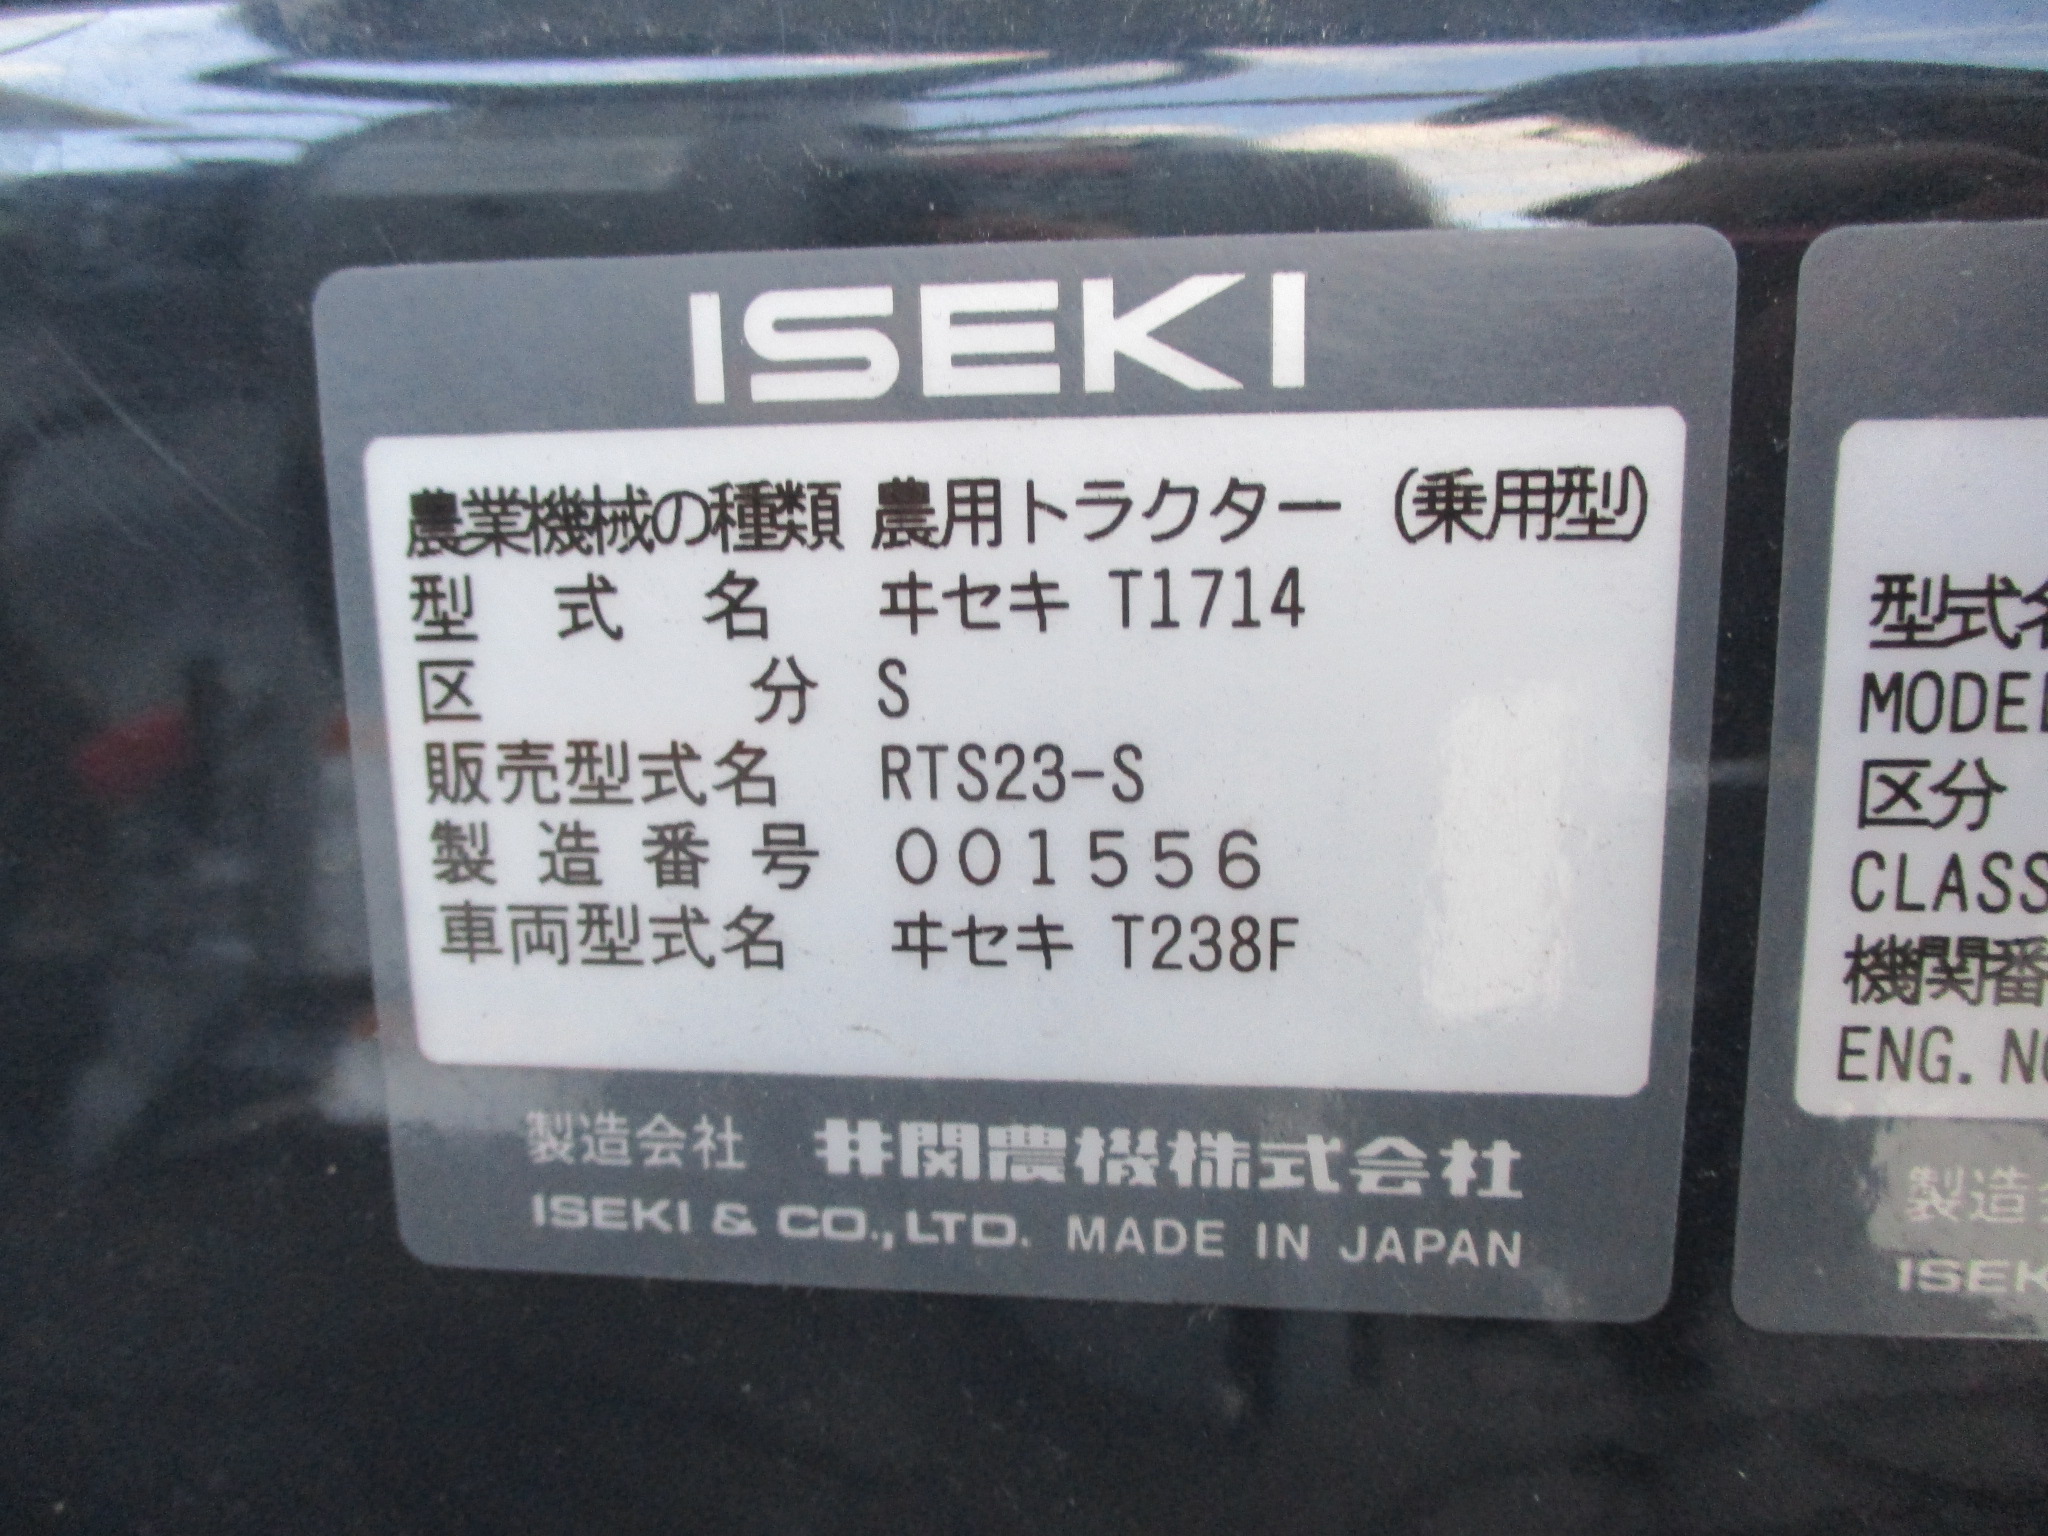 ISEKI
農業機械の種類 農用トラクター (乗用型)
型式名 ヰセキ T1714
区分 S
販売型式名 RTS23-S
製造番号 001556
車両型式名 ヰセキ T238F
製造会社 井関農機株式会社
ISEKI & CO., LTD. MADE IN JAPAN
型式名
MODEL
区分
CLASS
機関番
ENG. NO
製造
ISEK